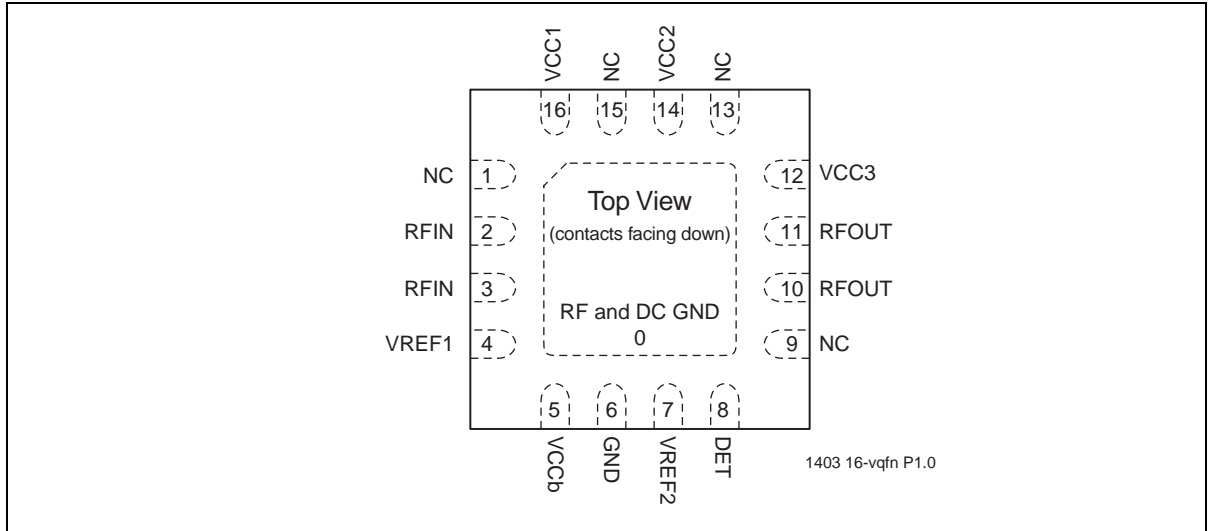 VCC1 NC VCC2 NC
16 15 14 13
NC 1
RFIN 2
RFIN 3
VREF1 4
Top View
(contacts facing down)
RF and DC GND
0
12 VCC3
11 RFOUT
10 RFOUT
9 NC
5 6 7 8
VCCb GND VREF2 DET
1403 16-vqfn P1.0